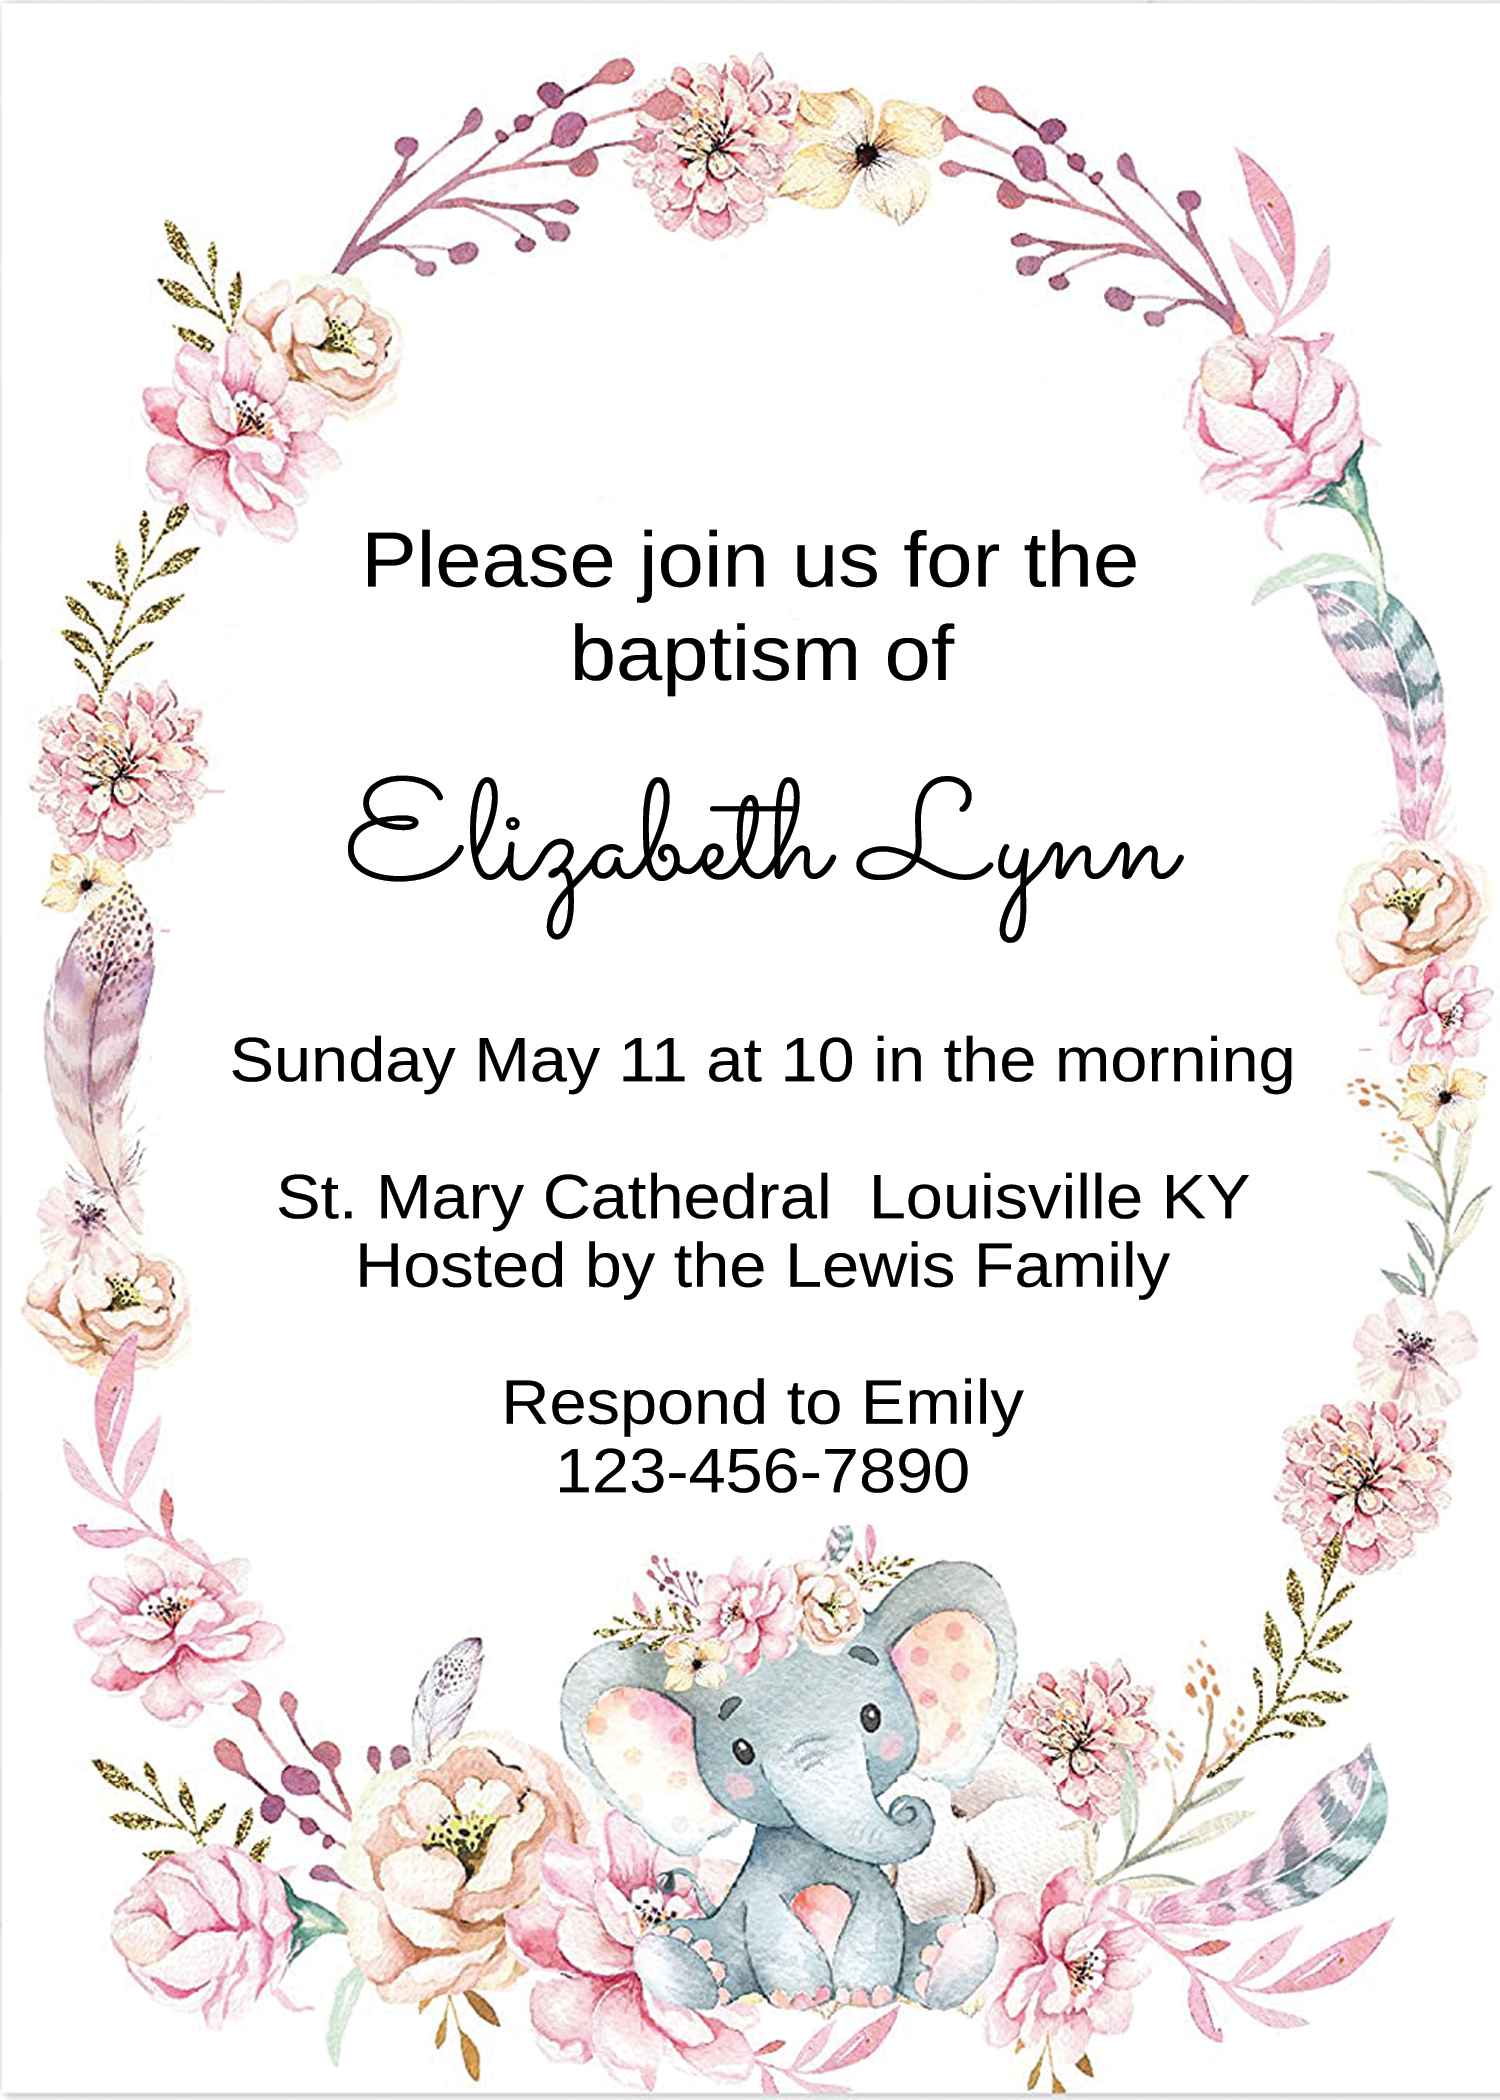 Please join us for the
baptism of
Elizabeth Lynn
Sunday May 11 at 10 in the morning
St. Mary Cathedral  Louisville KY
Hosted by the Lewis Family
Respond to Emily
123-456-7890